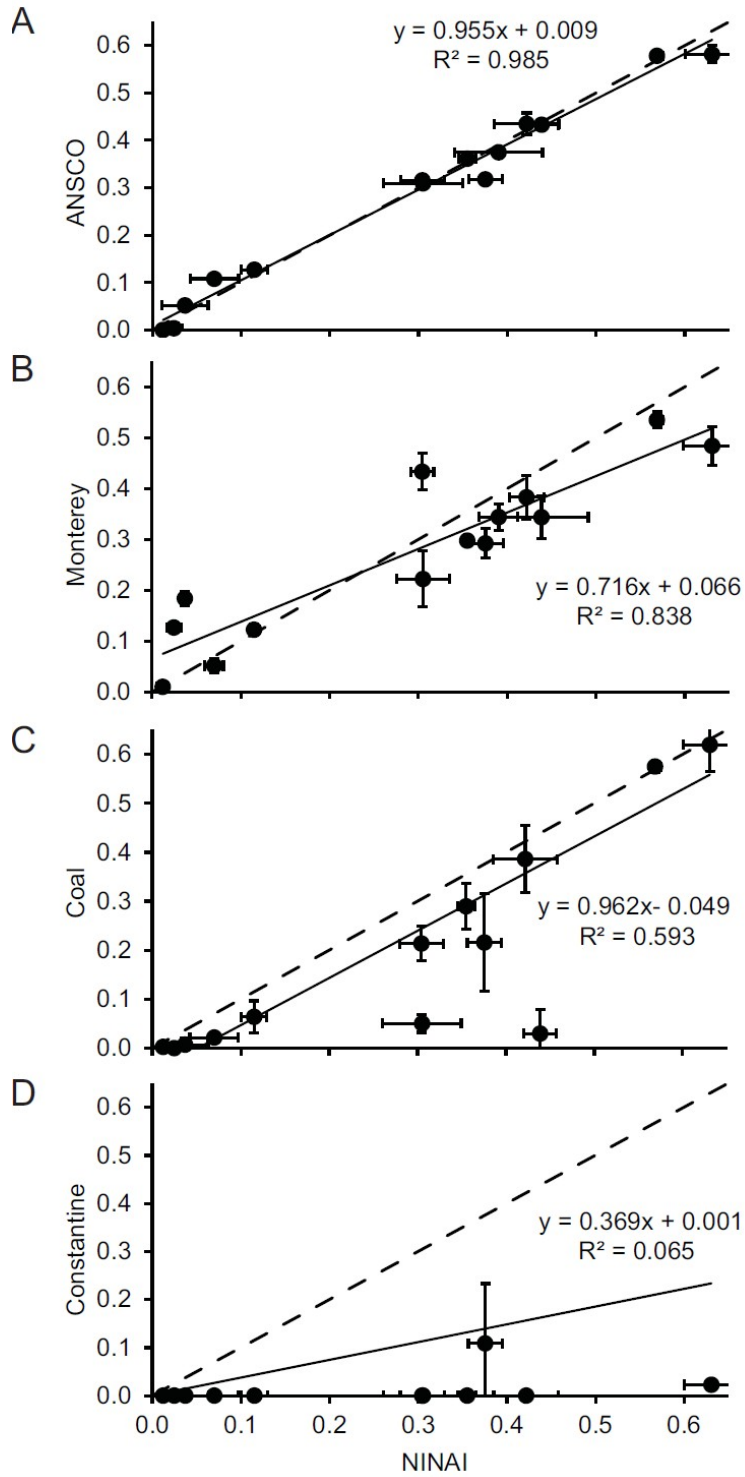 A
y = 0.955x + 0.009
R² = 0.985
0.6
0.5
0.4
0.3
0.2
0.1
0.0
ANSCO
B
0.6
0.5
0.4
0.3
0.2
0.1
0.0
Monterey
y = 0.716x + 0.066
R² = 0.838
C
0.6
0.5
0.4
0.3
0.2
0.1
0.0
Coal
y = 0.962x- 0.049
R² = 0.593
D
0.6
0.5
0.4
0.3
0.2
0.1
0.0
Constantine
y = 0.369x + 0.001
R² = 0.065
0.0 0.1 0.2 0.3 0.4 0.5 0.6
NINAI